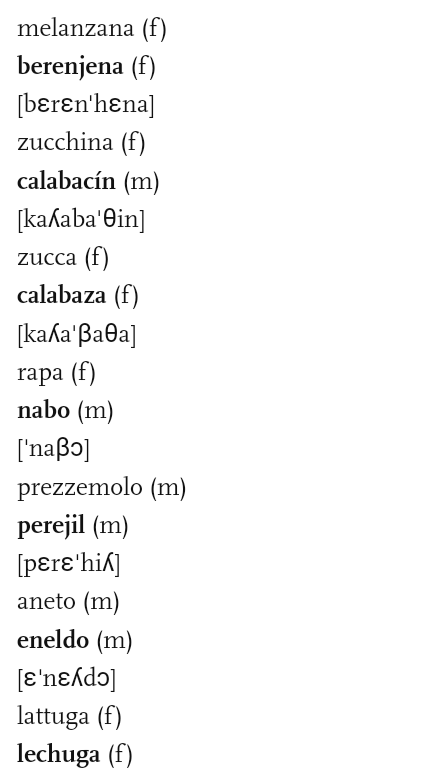 melanzana (f)
berenjena (f)
[bɛrɛnˈhɛna]
zucchina (f)
calabacín (m)
[kaʎabaˈθin]
zucca (f)
calabaza (f)
[kaʎaˈβaθa]
rapa (f)
nabo (m)
[ˈnaβɔ]
prezzemolo (m)
perejil (m)
[pɛrɛˈhiʎ]
aneto (m)
eneldo (m)
[ɛˈnɛʎdɔ]
lattuga (f)
lechuga (f)